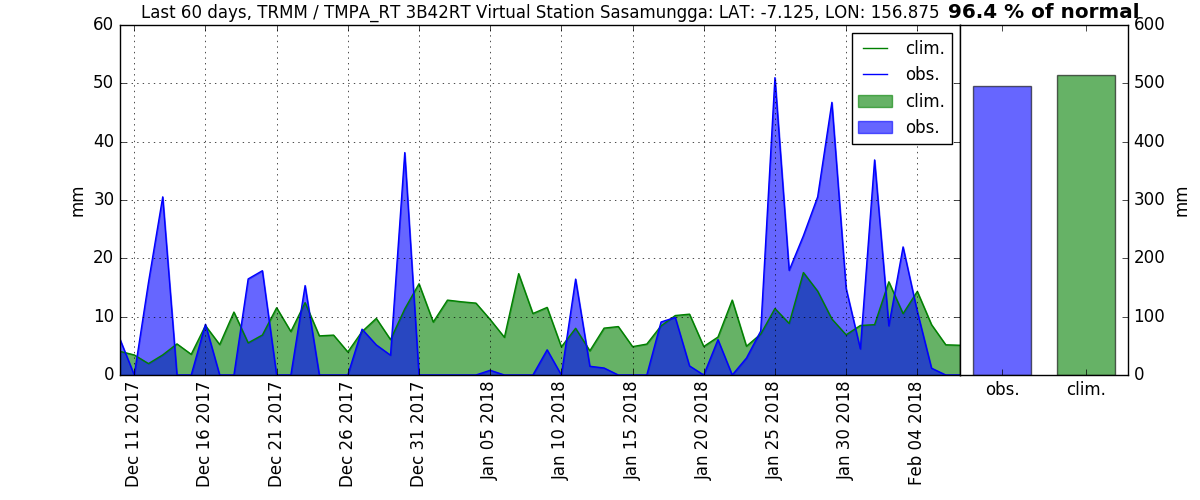 Last 60 days, TRMM / TMPA_RT 3B42RT Virtual Station Sasamungga: LAT: -7.125, LON: 156.875 96.4 % of normal
60
50
40
30
20
10
0
mm
Dec 11 2017
Dec 16 2017
Dec 21 2017
Dec 26 2017
Dec 31 2017
Jan 05 2018
Jan 10 2018
Jan 15 2018
Jan 20 2018
Jan 25 2018
Jan 30 2018
Feb 04 2018
clim.
obs.
clim.
obs.
600
500
400
300
200
100
0
mm
obs. clim.